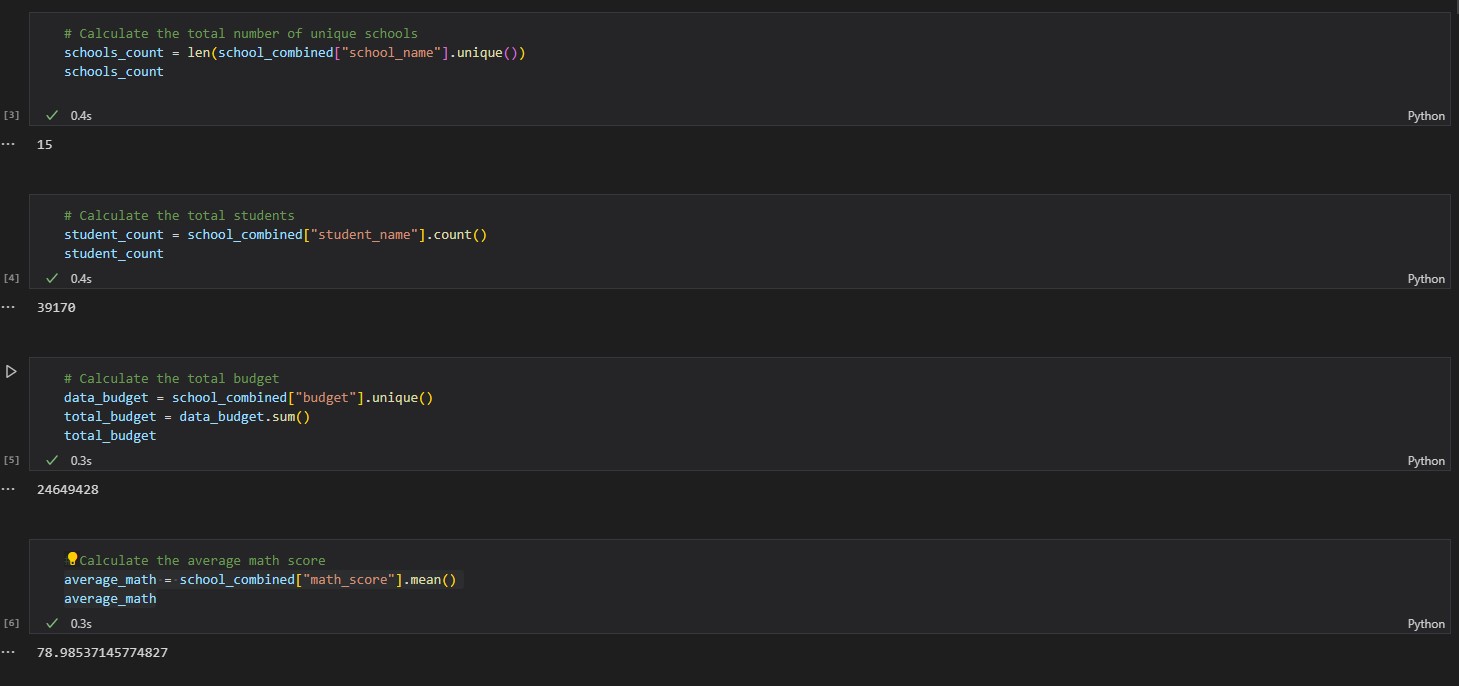 # Calculate the total number of unique schools
schools_count = len(school_combined["school_name"].unique())
schools_count
[3] 0.4s Python
... 15
# Calculate the total students
student_count = school_combined["student_name"].count()
student_count
[4] 0.4s Python
... 39170
# Calculate the total budget
data_budget = school_combined["budget"].unique()
total_budget = data_budget.sum()
total_budget
[5] 0.3s Python
... 24649428
Calculate the average math score
average_math = school_combined["math_score"].mean()
average_math
[6] 0.3s Python
... 78.98537145774827